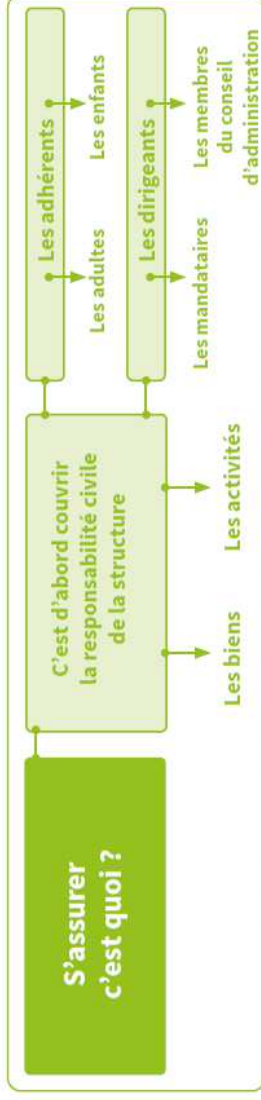 S'assurer
c'est quoi ?
C'est d'abord couvrir
la responsabilité civile
de la structure
Les biens
Les activités
Les adhérents
Les adultes
Les enfants
Les dirigeants
Les mandataires
Les membres
du conseil
d'administration